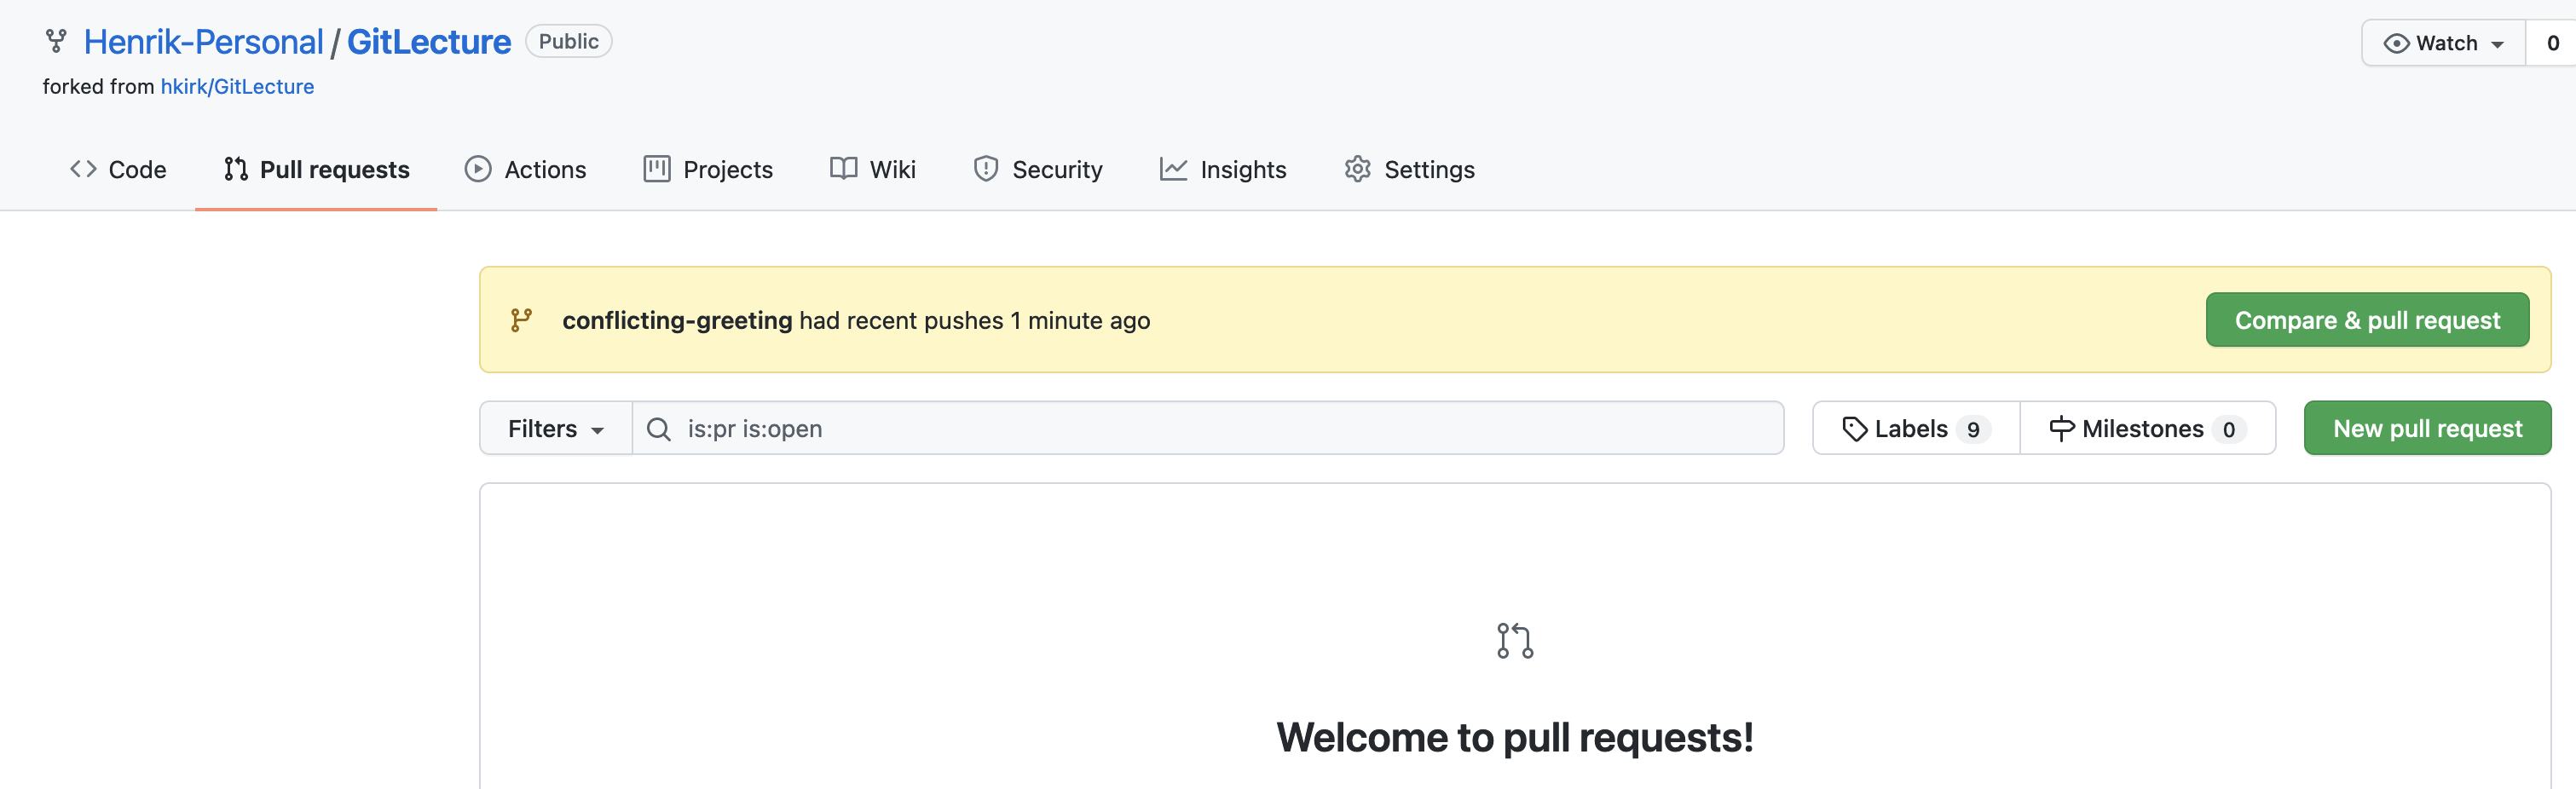 Henrik-Personal / GitLecture Public Watch 0
forked from hkirk/GitLecture
Code Pull requests Actions Projects Wiki Security Insights Settings
conflicting-greeting had recent pushes 1 minute ago Compare & pull request
Filters is:pr is:open Labels 9 Milestones 0 New pull request
Welcome to pull requests!